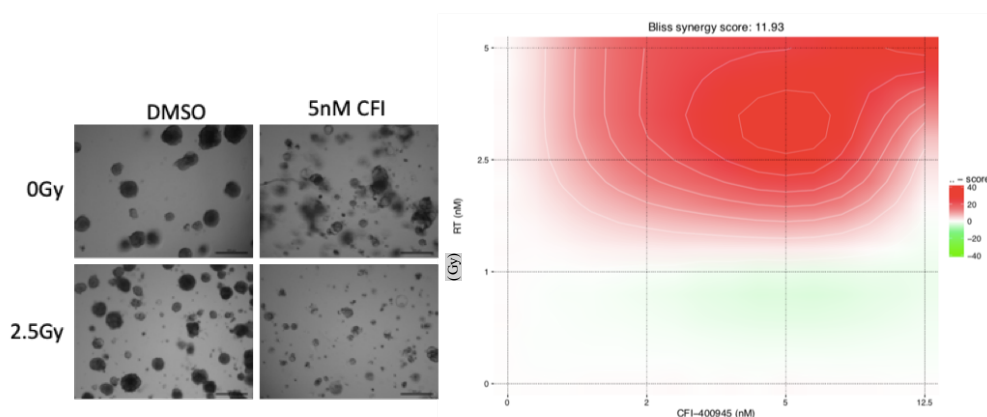 DMSO
5nM CFI
0Gy
2.5Gy
Bliss synergy score: 11.93
5
2.5
1
0
RT (nM)
(Gy)
0
2
5
12.5
CFI-400945 (nM)
score
40
20
0
−20
−40